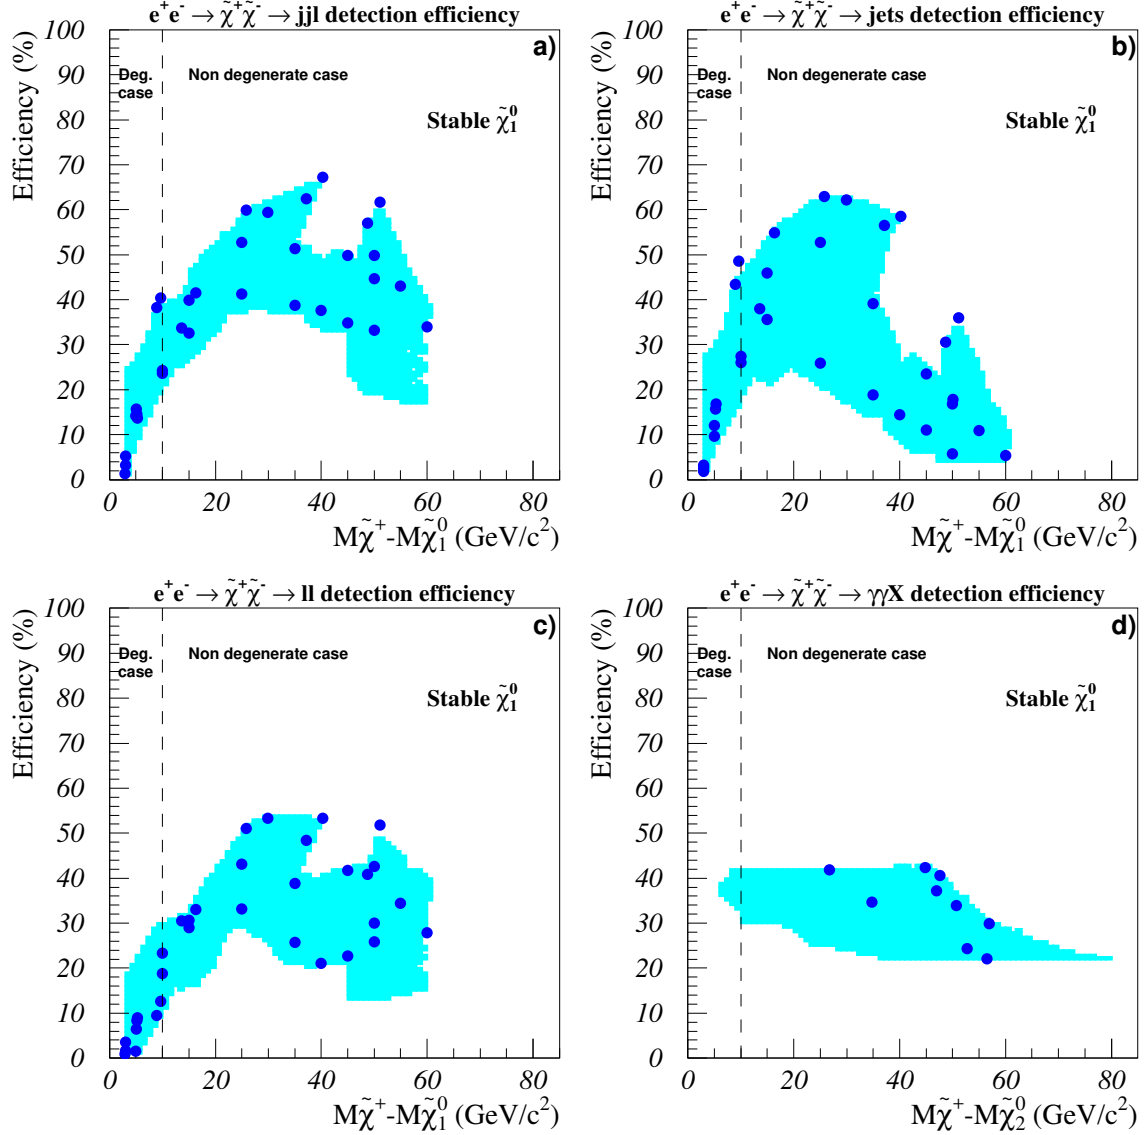 e⁺e⁻ → χ̃⁺χ̃⁻ → jjl detection efficiency
a)
Deg. case
Non degenerate case
Stable χ̃₁⁰
Efficiency (%)
100
90
80
70
60
50
40
30
20
10
0
0 20 40 60 80
Mχ̃⁺-Mχ̃₁⁰ (GeV/c²)
e⁺e⁻ → χ̃⁺χ̃⁻ → jets detection efficiency
b)
Deg. case
Non degenerate case
Stable χ̃₁⁰
Efficiency (%)
100
90
80
70
60
50
40
30
20
10
0
0 20 40 60 80
Mχ̃⁺-Mχ̃₁⁰ (GeV/c²)
e⁺e⁻ → χ̃⁺χ̃⁻ → ll detection efficiency
c)
Deg. case
Non degenerate case
Stable χ̃₁⁰
Efficiency (%)
100
90
80
70
60
50
40
30
20
10
0
0 20 40 60 80
Mχ̃⁺-Mχ̃₁⁰ (GeV/c²)
e⁺e⁻ → χ̃⁺χ̃⁻ → γγX detection efficiency
d)
Deg. case
Non degenerate case
Stable χ̃₁⁰
Efficiency (%)
100
90
80
70
60
50
40
30
20
10
0
0 20 40 60 80
Mχ̃⁺-Mχ̃₂⁰ (GeV/c²)